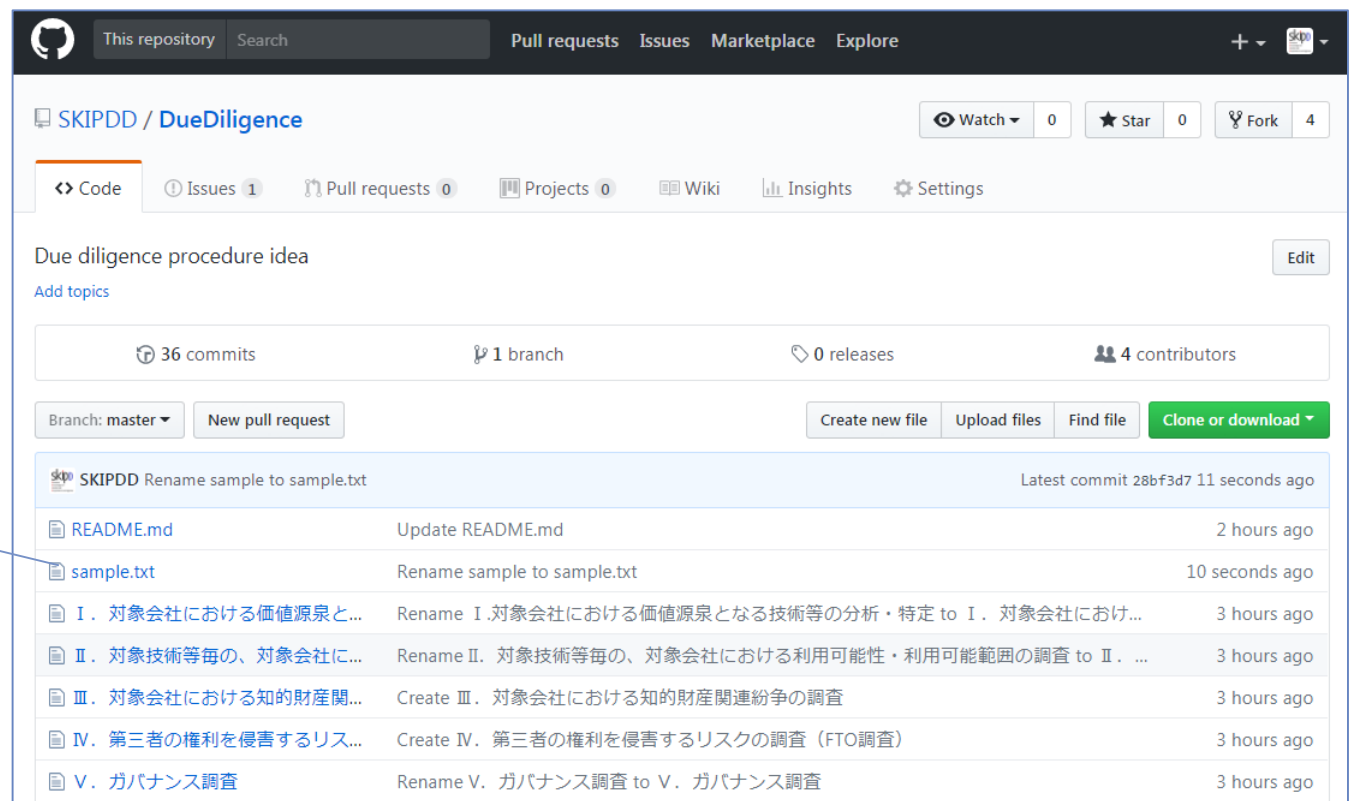 This repository Search Pull requests Issues Marketplace Explore
SKIPDD / DueDiligence Watch 0 Star 0 Fork 4
Code Issues 1 Pull requests 0 Projects 0 Wiki Insights Settings
Due diligence procedure idea Edit
Add topics
36 commits 1 branch 0 releases 4 contributors
Branch: master New pull request Create new file Upload files Find file Clone or download
SKIPDD Rename sample to sample.txt Latest commit 28bf3d7 11 seconds ago
README.md Update README.md 2 hours ago
sample.txt Rename sample to sample.txt 10 seconds ago
Ⅰ．対象会社における価値源泉と... Rename Ⅰ.対象会社における価値源泉となる技術等の分析・特定 to Ⅰ．対象会社におけ... 3 hours ago
Ⅱ．対象技術等毎の、対象会社に... Rename Ⅱ. 対象技術等毎の、対象会社における利用可能性・利用可能範囲の調査 to Ⅱ．... 3 hours ago
Ⅲ．対象会社における知的財産関... Create Ⅲ．対象会社における知的財産関連紛争の調査 3 hours ago
Ⅳ．第三者の権利を侵害するリス... Create Ⅳ．第三者の権利を侵害するリスクの調査（FTO調査） 3 hours ago
Ⅴ．ガバナンス調査 Rename V．ガバナンス調査 to Ⅴ．ガバナンス調査 3 hours ago